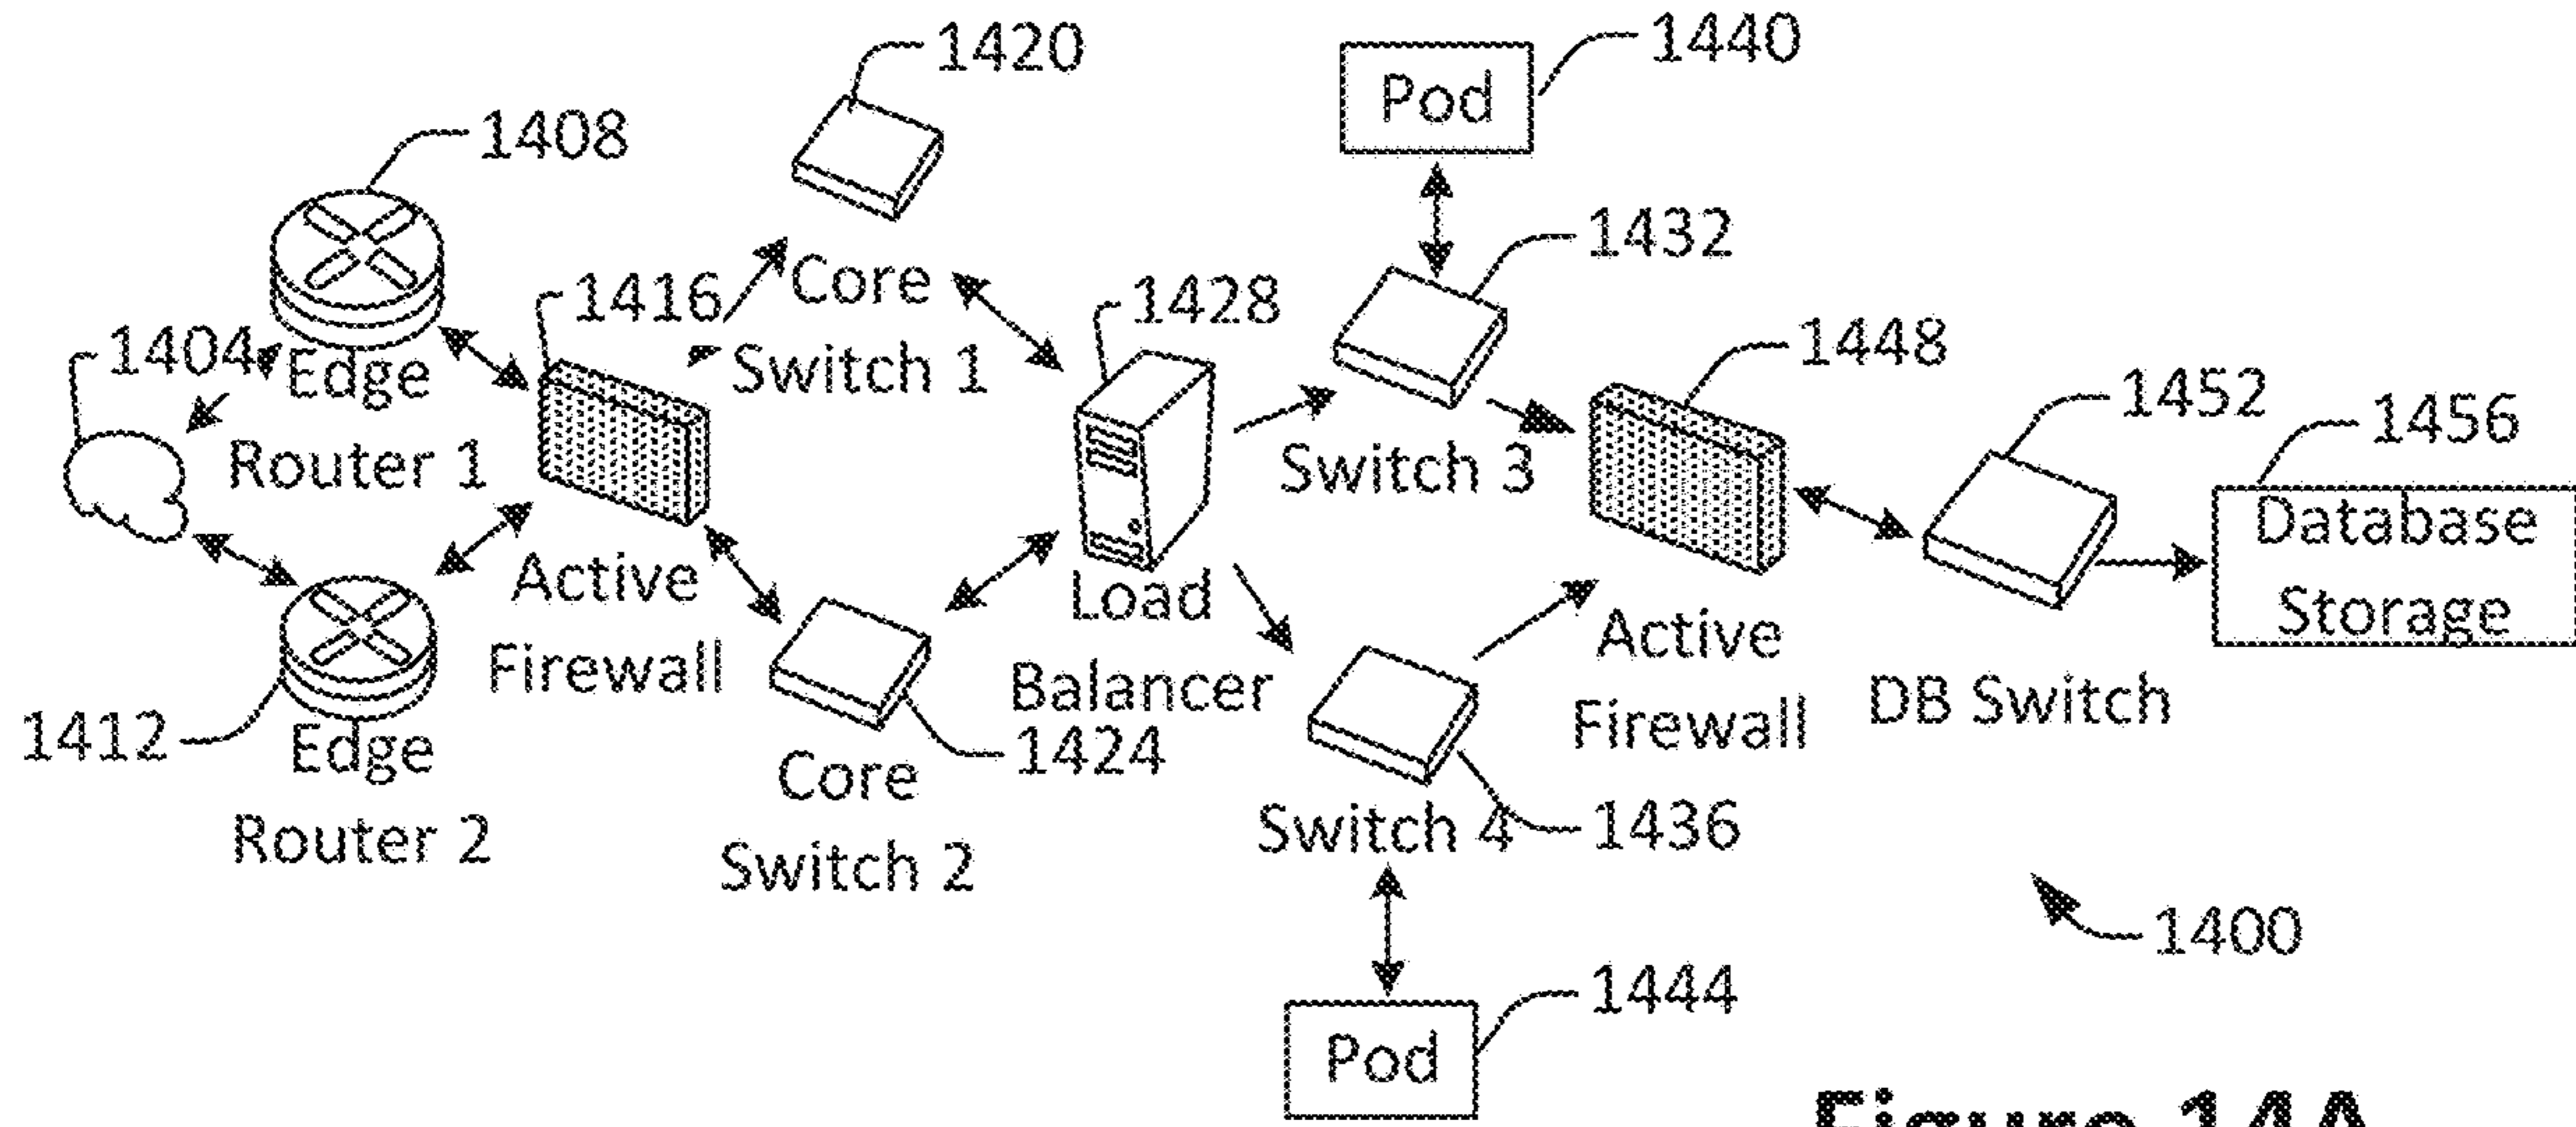 1420
1440
Pod
1408
1432
1416
Core
1428
1404
Edge
Switch 1
1448
1452
1456
Router 1
Switch 3
Database
Storage
Active
Firewall
Load
Balancer
Active
Firewall
DB Switch
1412
Edge
Router 2
1424
Core
Switch 2
Switch 4
1436
1400
1444
Pod
Figure 14A